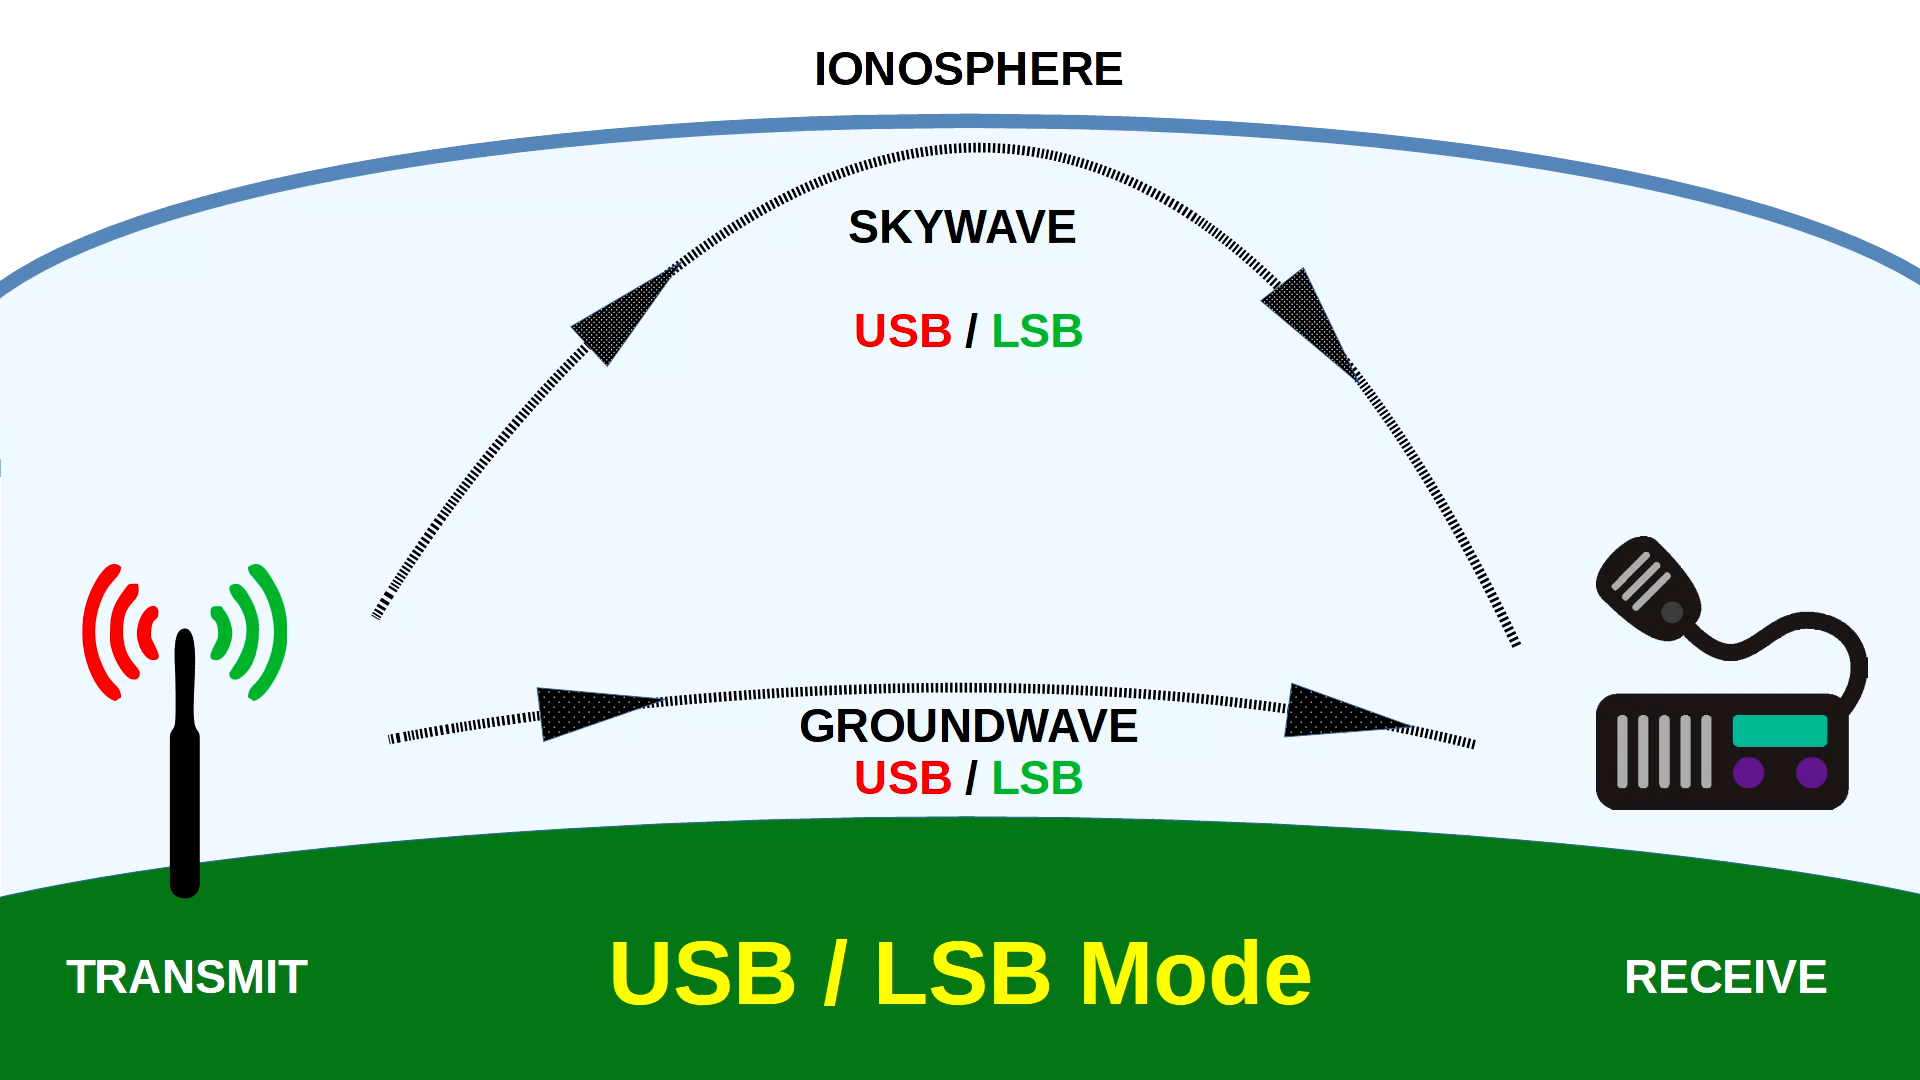 IONOSPHERE
SKYWAVE
USB / LSB
GROUNDWAVE
USB / LSB
TRANSMIT
USB / LSB Mode
RECEIVE